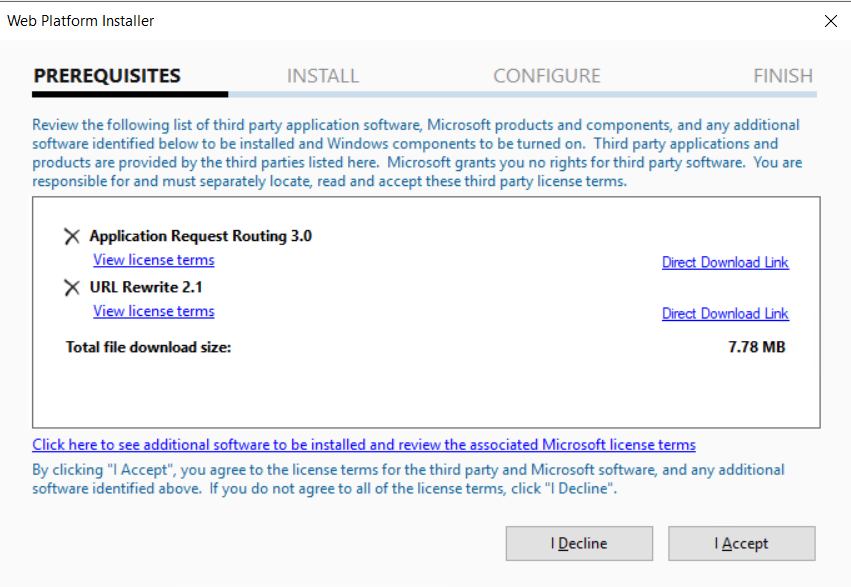 Web Platform Installer
PREREQUISITES INSTALL CONFIGURE FINISH
Review the following list of third party application software, Microsoft products and components, and any additional
software identified below to be installed and Windows components to be turned on.  Third party applications and
products are provided by the third parties listed here.  Microsoft grants you no rights for third party software.  You are
responsible for and must separately locate, read and accept these third party license terms.
Application Request Routing 3.0
View license terms Direct Download Link
URL Rewrite 2.1
View license terms Direct Download Link
Total file download size: 7.78 MB
Click here to see additional software to be installed and review the associated Microsoft license terms
By clicking "I Accept", you agree to the license terms for the third party and Microsoft software, and any additional
software identified above.  If you do not agree to all of the license terms, click "I Decline".
I Decline I Accept